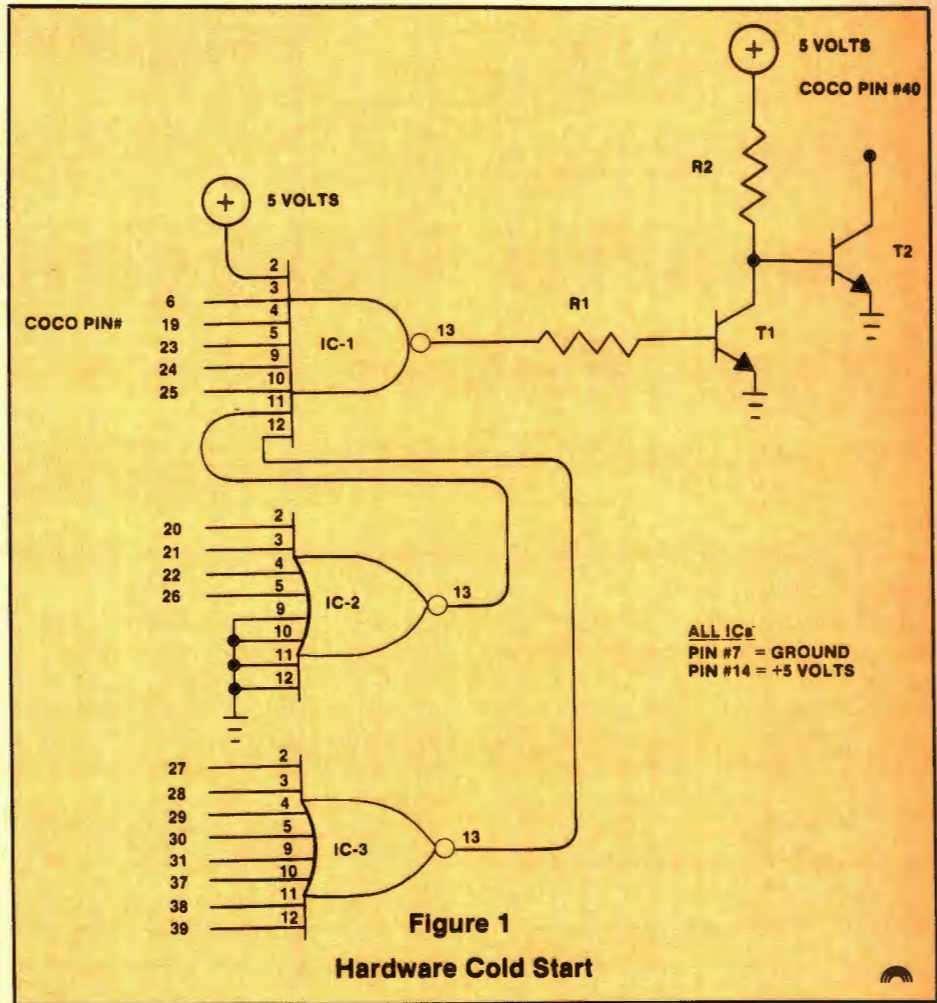 5 VOLTS
COCO PIN #40
R2
T2
5 VOLTS
R1
T1
COCO PIN#
6
19
23
24
25
2
3
4
5
9
10
11
12
IC-1
13
20
21
22
26
2
3
4
5
9
10
11
12
IC-2
13
ALL ICs
PIN #7 = GROUND
PIN #14 = +5 VOLTS
27
28
29
30
31
37
38
39
2
3
4
5
9
10
11
12
IC-3
13
Figure 1
Hardware Cold Start